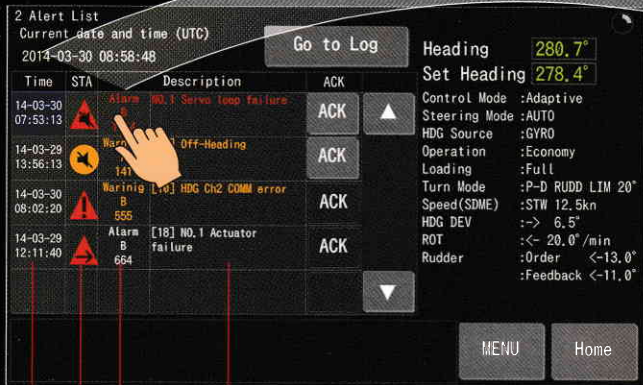 2 Alert List
Current date and time (UTC)
2014-03-30 08:58:48
Go to Log
Time STA Description ACK
14-03-30
07:53:13
Alarm
B
NO.1 Servo loop failure
ACK
14-03-29
13:56:13
141
Off-Heading
ACK
14-03-30
08:02:20
Warinig
B
555
HDG Ch2 COMM error
ACK
14-03-29
12:11:40
Alarm
B
664
[18] NO.1 Actuator
failure
ACK
Heading 280.7°
Set Heading 278.4°
Control Mode :Adaptive
Steering Mode :AUTO
HDG Source :GYRO
Operation :Economy
Loading :Full
Turn Mode :P-D RUDD LIM 20°
Speed(SDME) :STW 12.5kn
HDG DEV :-> 6.5°
ROT :<- 20.0°/min
Rudder :Order <-13.0°
:Feedback <-11.0°
MENU
Home